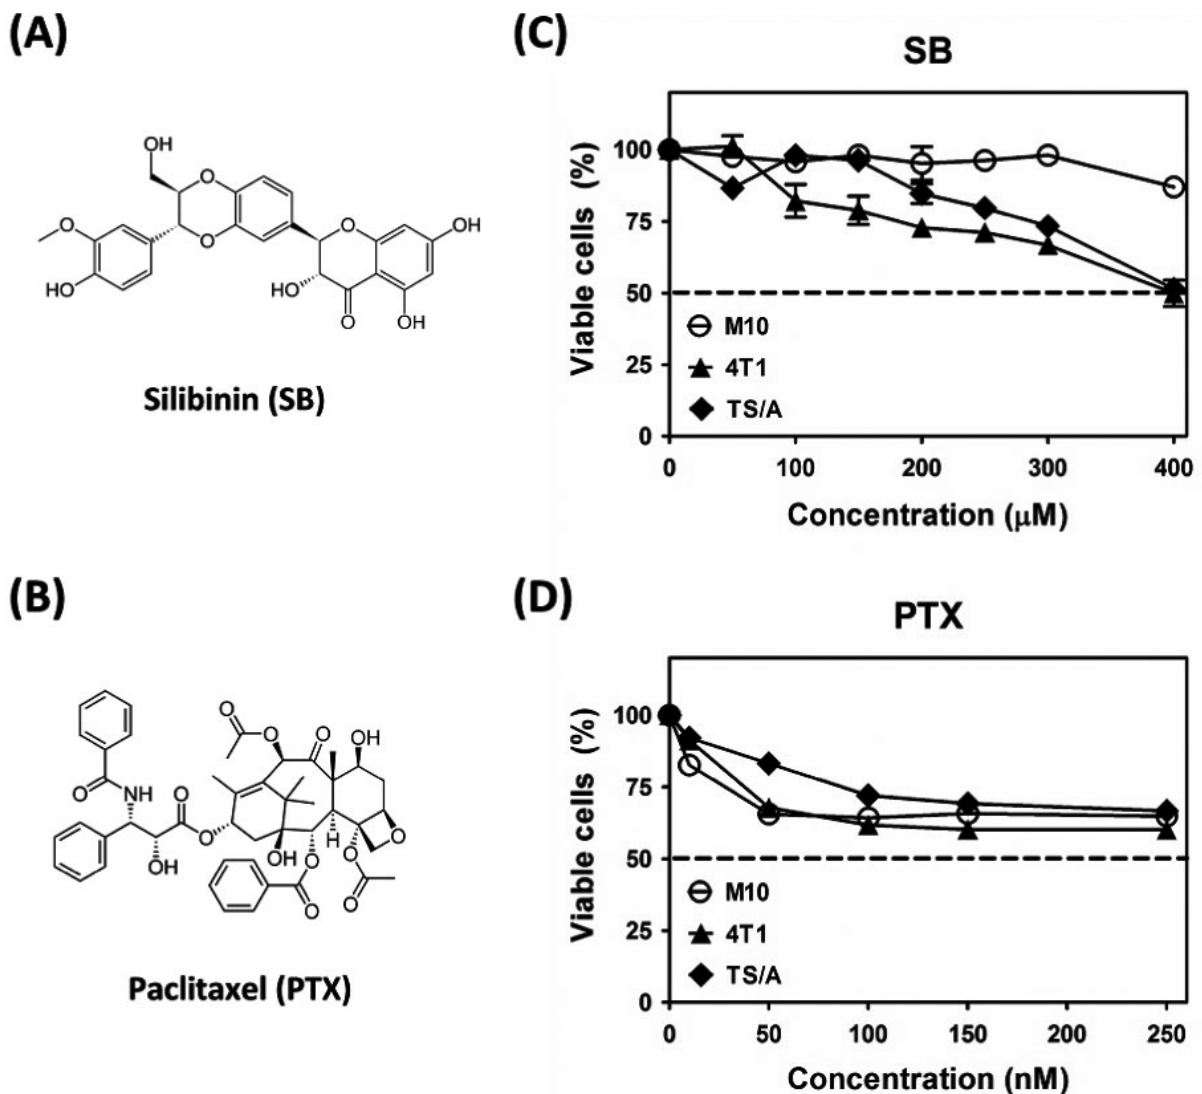 (A)
OH
HO
O
O
O
O
HO
HO
O
OH
OH
Silibinin (SB)
(B)
O
NH
O
OH
O
O
O
O
OH
OH
H
O
O
O
O
O
Paclitaxel (PTX)
(C)
SB
Viable cells (%)
100
75
50
25
0
M10
4T1
TS/A
0 100 200 300 400
Concentration (μM)
(D)
PTX
Viable cells (%)
100
75
50
25
0
M10
4T1
TS/A
0 50 100 150 200 250
Concentration (nM)